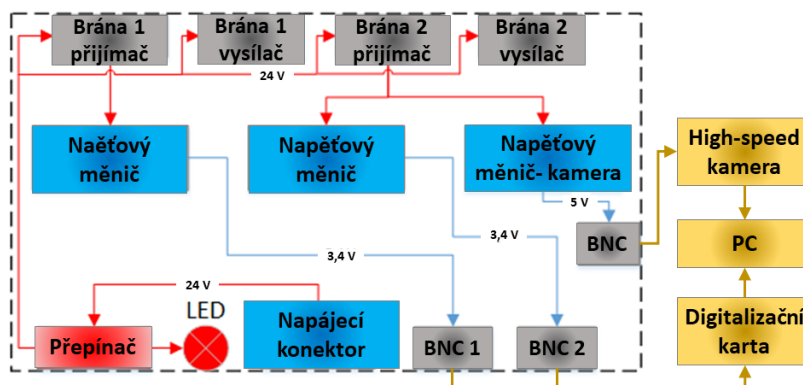 Brána 1
přijímač
Brána 1
vysílač
Brána 2
přijímač
Brána 2
vysílač
24 V
Naěťový
měnič
Napěťový
měnič
Napěťový
měnič- kamera
High-speed
kamera
5 V
BNC
PC
3,4 V
3,4 V
24 V
LED
Přepínač
Napájecí
konektor
BNC 1
BNC 2
Digitalizační
karta